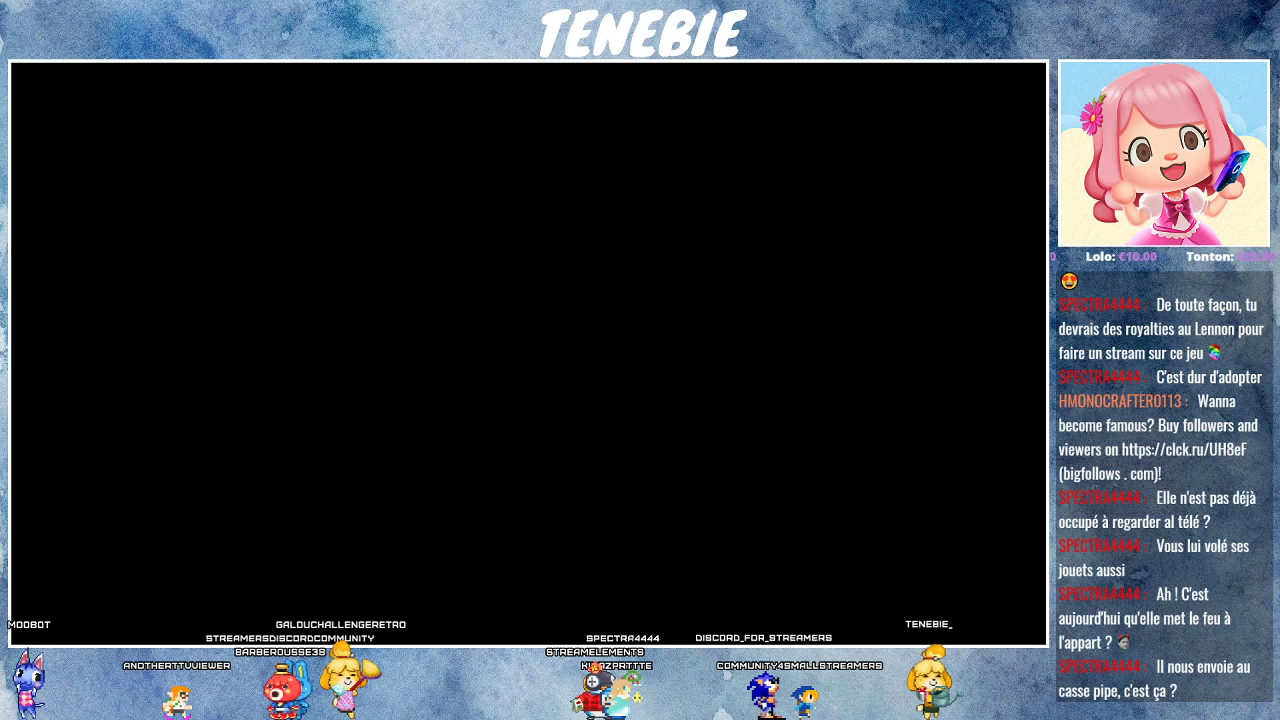 TENEBIE
Lolo: €10.00 Tonton:
SPECTRA4444 : De toute façon, tu
devrais des royalties au Lennon pour
faire un stream sur ce jeu
SPECTRA4444 : C'est dur d'adopter
HMONOCRAFTER0113 : Wanna
become famous? Buy followers and
viewers on https://clck.ru/UH8eF
(bigfollows . com)!
SPECTRA4444 : Elle n'est pas déjà
occupé à regarder al télé ?
SPECTRA4444 : Vous lui volé ses
jouets aussi
SPECTRA4444 : Ah ! C'est
aujourd'hui qu'elle met le feu à
l'appart ?
SPECTRA4444 : Il nous envoie au
casse pipe, c'est ça ?
MOOBOT
GALOUCHALLENGERETRO
TENEBIE_
STREAMERSDISCORDCOMMUNITY
SPECTRA4444
DISCORD_FOR_STREAMERS
BARBEROUSSE39
STREAMELEMENTS
ANOTHERTTVVIEWER
COMMUNITY4SMALLSTREAMERS